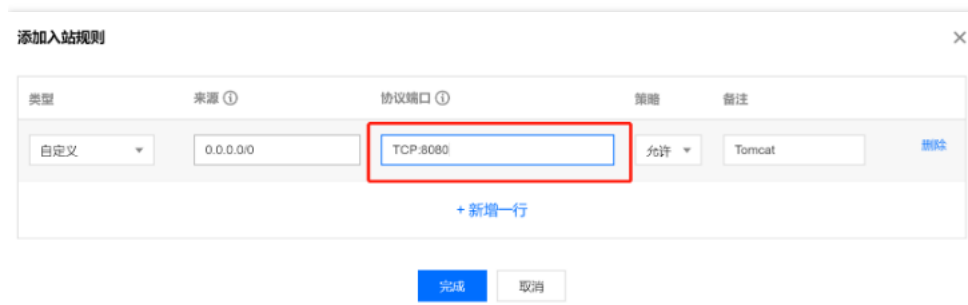 添加入站规则
类型 来源 协议端口 策略 备注
自定义 0.0.0.0/0 TCP:8080 允许 Tomcat 删除
+ 新增一行
完成 取消